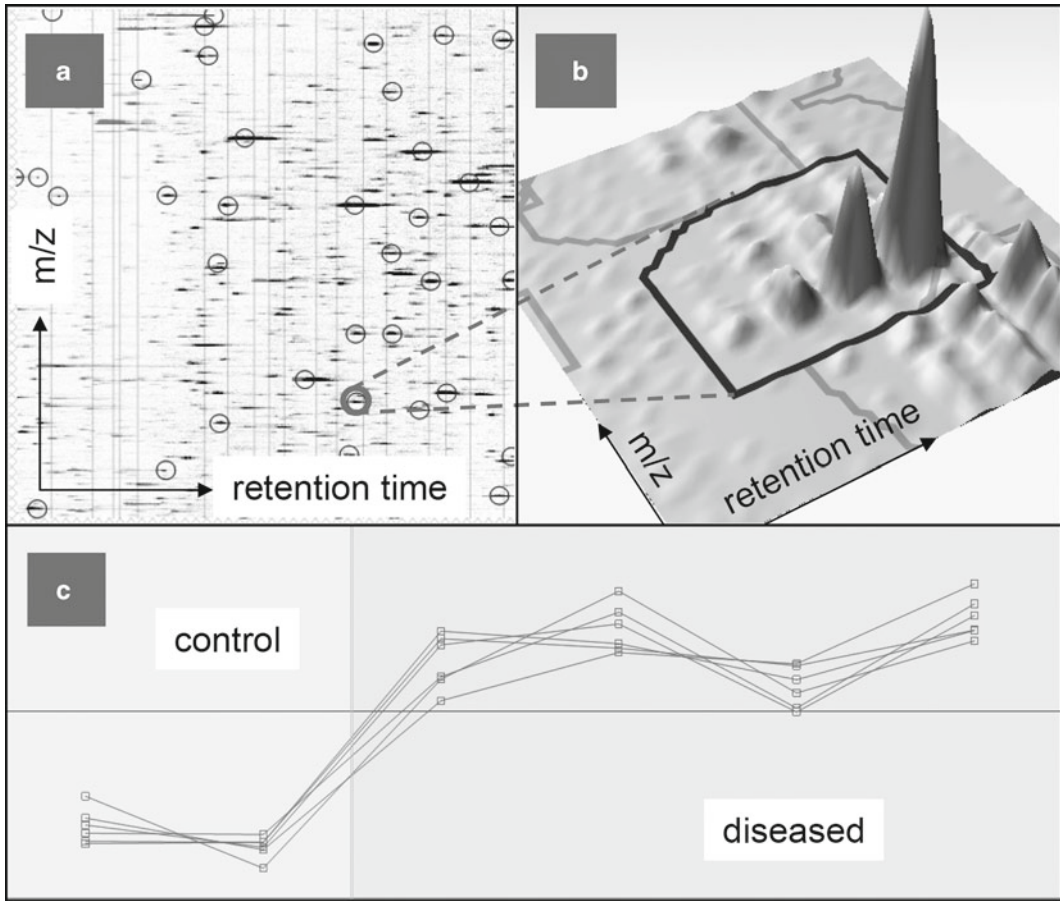 a
m/z
retention time
b
m/z
retention time
c
control
diseased